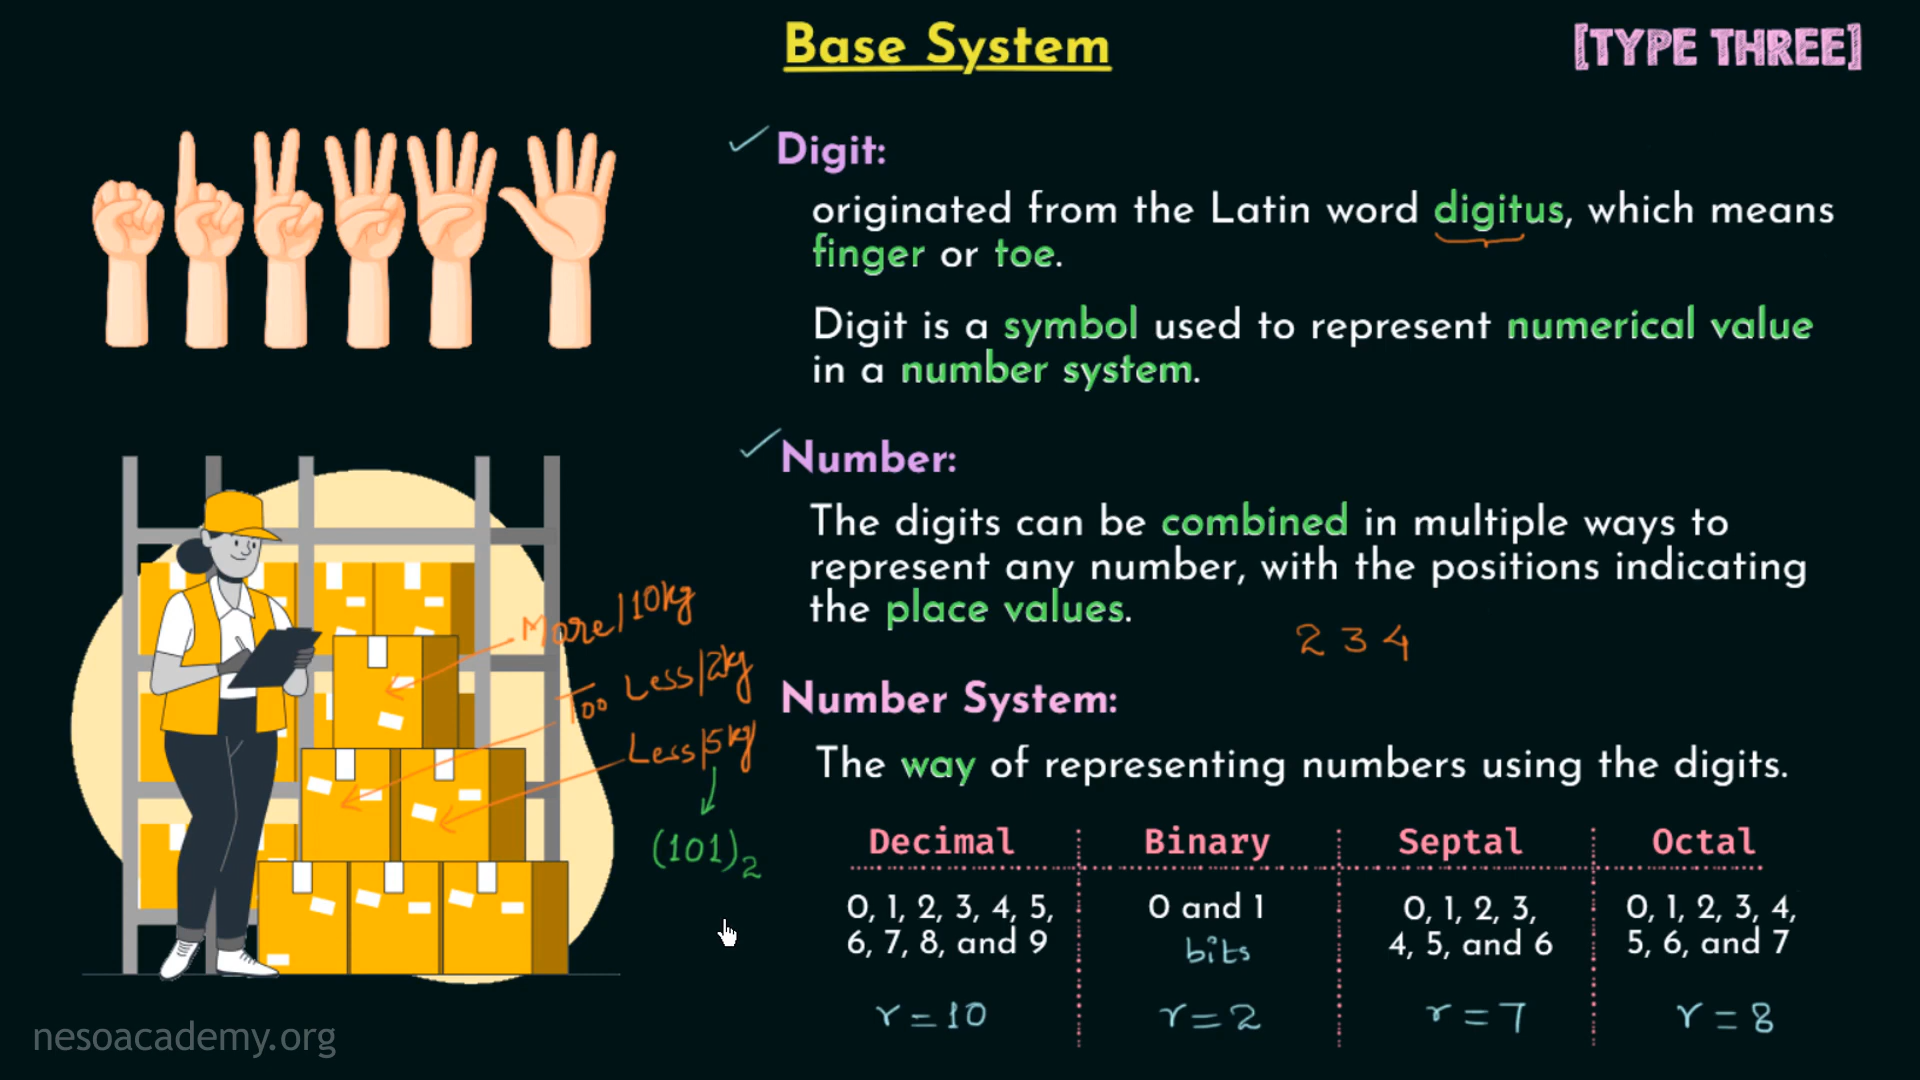 Base System
[TYPE THREE]
Digit:
originated from the Latin word digitus, which means
finger or toe.
Digit is a symbol used to represent numerical value
in a number system.
Number:
The digits can be combined in multiple ways to
represent any number, with the positions indicating
the place values.
2 3 4
More/10kg
Too Less/2kg
Less/5kg
(101)₂
Number System:
The way of representing numbers using the digits.
Decimal Binary Septal Octal
0, 1, 2, 3, 4, 5, 0 and 1 0, 1, 2, 3, 0, 1, 2, 3, 4,
6, 7, 8, and 9 bits 4, 5, and 6 5, 6, and 7
r = 10 r = 2 r = 7 r = 8
nesoacademy.org